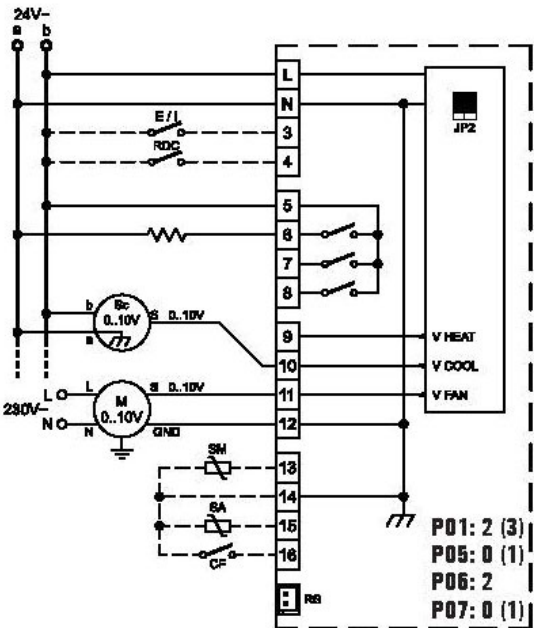 24V~
a b
L
N
JP2
E / I
3
RDC
4
5
6
7
8
b Sc S 0..10V
0..10V
a
9 V HEAT
10 V COOL
L L S 0..10V 11 V FAN
M
230V~ 0..10V
N N GND 12
SM
13
14
SA
15
16
CF
RS
P01: 2 (3)
P05: 0 (1)
P06: 2
P07: 0 (1)